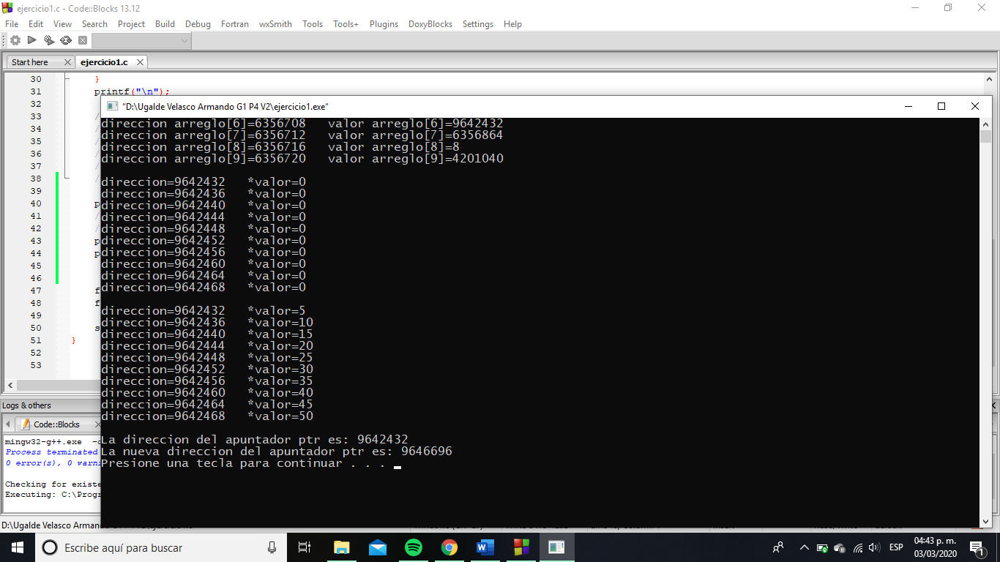 ejercicio1.c - Code::Blocks 13.12
File Edit View Search Project Build Debug Fortran wxSmith Tools Tools+ Plugins DoxyBlocks Settings Help
Start here ejercicio1.c
30 }
31 printf("\n");
32
33 /
34 /
35 /
36 /
37 /
38 /
39
40 p
41 /
42 /
43 p
44 p
45
46
47 f
48 f
49
50 s
51 }
52
53
"D:\Ugalde Velasco Armando G1 P4 V2\ejercicio1.exe"
direccion arreglo[6]=6356708 valor arreglo[6]=9642432
direccion arreglo[7]=6356712 valor arreglo[7]=6356864
direccion arreglo[8]=6356716 valor arreglo[8]=8
direccion arreglo[9]=6356720 valor arreglo[9]=4201040
direccion=9642432 *valor=0
direccion=9642436 *valor=0
direccion=9642440 *valor=0
direccion=9642444 *valor=0
direccion=9642448 *valor=0
direccion=9642452 *valor=0
direccion=9642456 *valor=0
direccion=9642460 *valor=0
direccion=9642464 *valor=0
direccion=9642468 *valor=0
direccion=9642432 *valor=5
direccion=9642436 *valor=10
direccion=9642440 *valor=15
direccion=9642444 *valor=20
direccion=9642448 *valor=25
direccion=9642452 *valor=30
direccion=9642456 *valor=35
direccion=9642460 *valor=40
direccion=9642464 *valor=45
direccion=9642468 *valor=50
La direccion del apuntador ptr es: 9642432
La nueva direccion del apuntador ptr es: 9646696
Presione una tecla para continuar . . .
Logs & others
Code::Blocks
mingw32-g++.exe
Process terminated
0 error(s), 0 warni
Checking for existe
Executing: C:\Progr
D:\Ugalde Velasco Arman
Escribe aquí para buscar
ESP
04:43 p. m.
03/03/2020
1